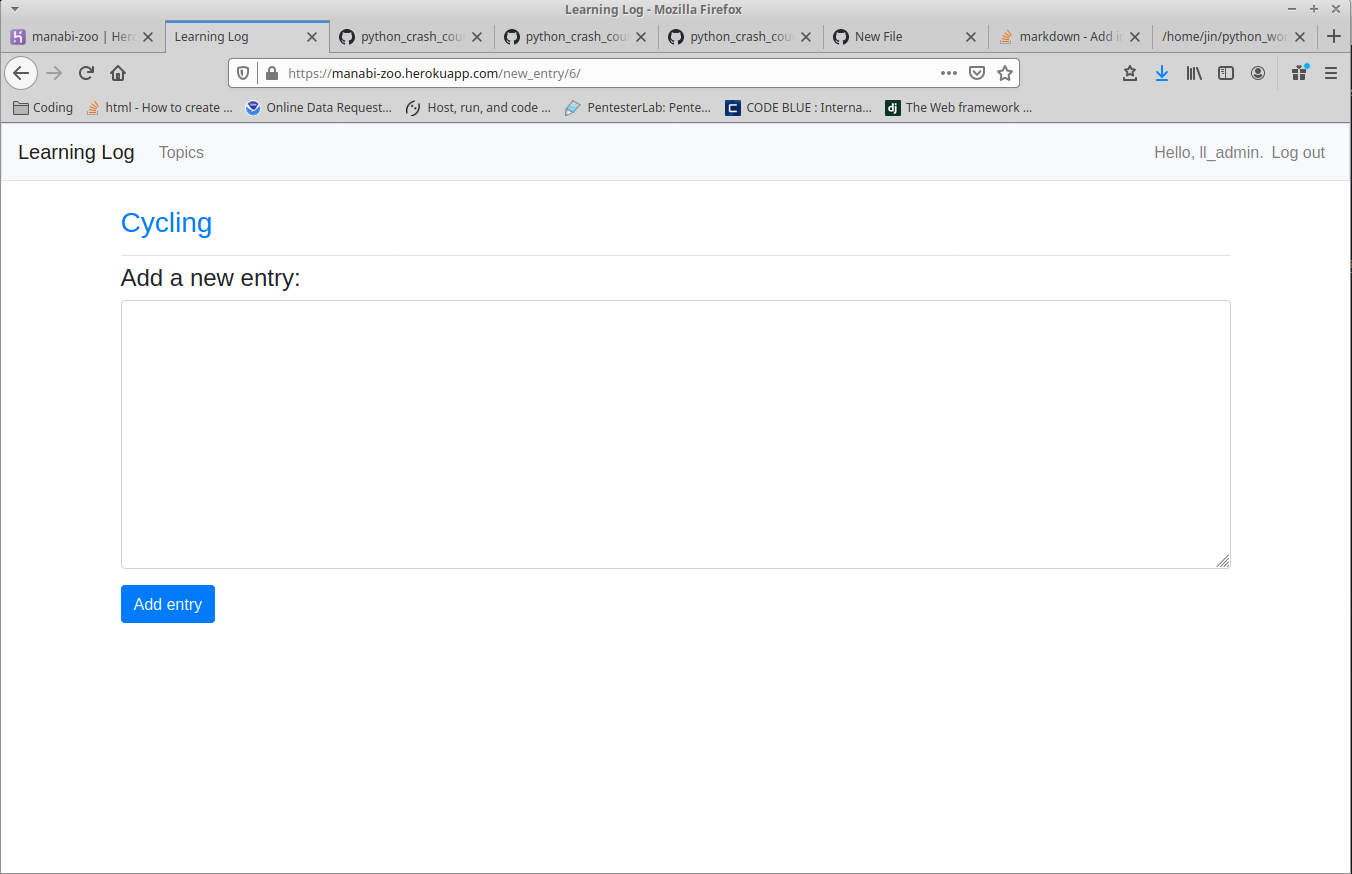 Learning Log - Mozilla Firefox
manabi-zoo | Her Learning Log python_crash_cou python_crash_cou python_crash_cou New File markdown - Add i /home/jin/python_wo
https://manabi-zoo.herokuapp.com/new_entry/6/
Coding html - How to create ... Online Data Request... Host, run, and code ... PentesterLab: Pente... CODE BLUE : Interna... dj The Web framework ...
Learning Log Topics Hello, ll_admin. Log out
Cycling
Add a new entry:
Add entry